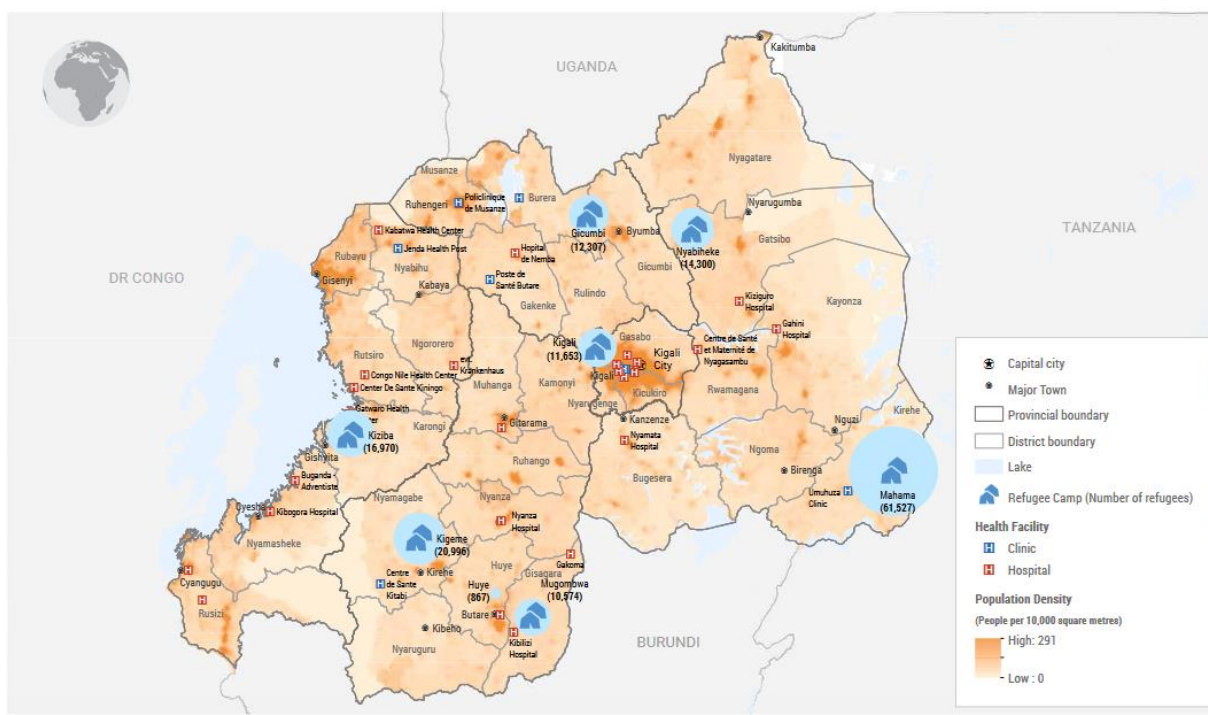 UGANDA
Kakitumba
Nyagatare
Musanze
Ruhengeri
Policlinique
de Musanze
Burera
Gicumbi
(12,307)
Byumba
Nyarugumba
Nyabiheke
(14,300)
Gatsibo
TANZANIA
Kabatwa Health Center
Jenda Health Post
Rubavu
Nyabihu
Gisenyi
Kabaya
Hopital
de Nemba
Poste de
Santé Butare
Gicumbi
Rulindo
Gakenke
DR CONGO
Kiziguro
Hospital
Kayonza
Gahini
Hospital
Ngororero
Rutsiro
Kigali
(11,653)
Gasabo
Kigali
City
Centre de Santé
et Maternité de
Nyagasambu
Krankenhaus
Congo Nile Health Center
Center De Sante Kiningo
Muhanga
Kamonyi
Kigali
Kicukiro
Nyarugenge
Rwamagana
Gatwaro Health
Karongi
Kiziba
(16,970)
Gishyita
Gitarama
Kanzenze
Nyamata
Hospital
Nguzi
Kirehe
Ngoma
Birenga
Bugesera
Ruhango
Buganda -
Adventiste
Umuhuza
Clinic
Mahama
(61,527)
Nyamagabe
Nyanza
Nyanza
Hospital
Kibogora Hospital
Nyamasheke
Kigeme
(20,996)
Kirehe
Huye
Gakoma
Gisagara
Cyangugu
Rusizi
Centre
de Sante
Kitabi
Huye
(867)
Mugombwa
(10,574)
Butare
Kibeho
Kibilizi
Hospital
Nyaruguru
BURUNDI
Capital city
Major Town
Provincial boundary
District boundary
Lake
Refugee Camp (Number of refugees)
Health Facility
H Clinic
H Hospital
Population Density
(People per 10,000 square metres)
High: 291
Low : 0